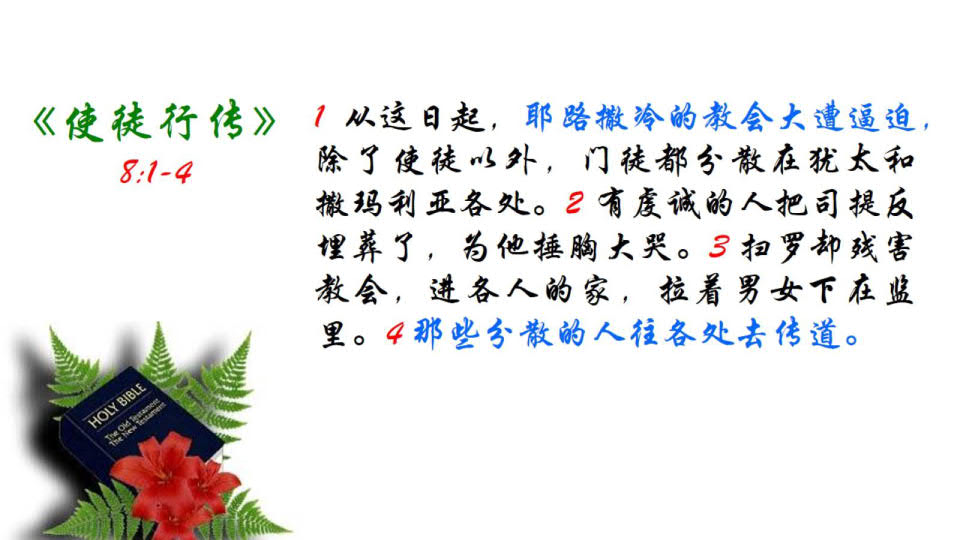 《使徒行传》
8:1-4
1 从这日起，耶路撒冷的教会大遭逼迫，
除了使徒以外，门徒都分散在犹太和
撒玛利亚各处。2 有虔诚的人把司提反
埋葬了，为他捶胸大哭。3 扫罗却残害
教会，进各人的家，拉着男女下在监
里。4 那些分散的人往各处去传道。
HOLY BIBLE
The Old Testament
The New Testament